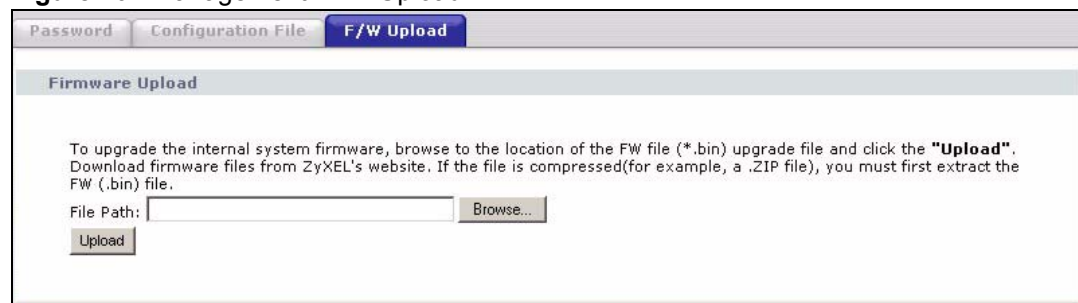 Password Configuration File F/W Upload
Firmware Upload
To upgrade the internal system firmware, browse to the location of the FW file (*.bin) upgrade file and click the "Upload".
Download firmware files from ZyXEL's website. If the file is compressed(for example, a .ZIP file), you must first extract the
FW (.bin) file.
File Path: Browse...
Upload